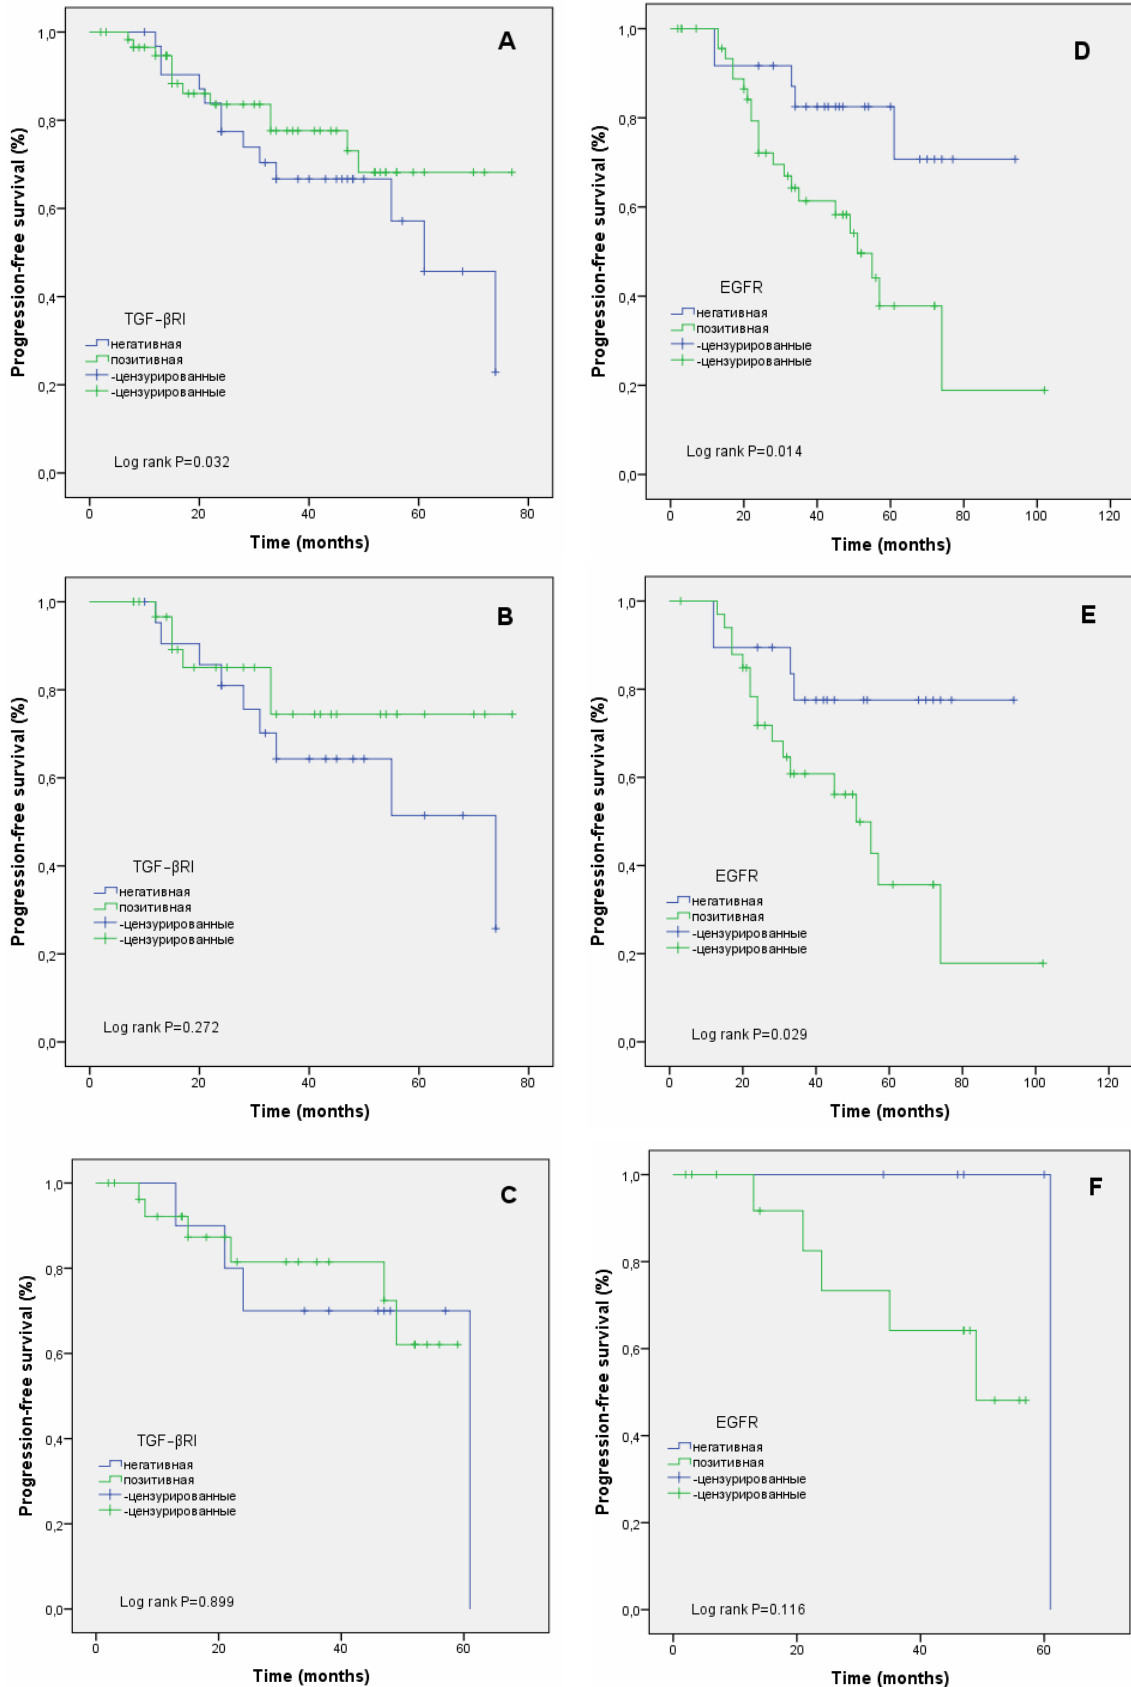 A
Progression-free survival (%)
1,0
0,8
0,6
0,4
0,2
0,0
TGF-βRI
негативная
позитивная
-цензурированные
-цензурированные
Log rank P=0.032
0 20 40 60 80
Time (months)
D
Progression-free survival (%)
1,0
0,8
0,6
0,4
0,2
0,0
EGFR
негативная
позитивная
-цензурированные
-цензурированные
Log rank P=0.014
0 20 40 60 80 100 120
Time (months)
B
Progression-free survival (%)
1,0
0,8
0,6
0,4
0,2
0,0
TGF-βRI
негативная
позитивная
-цензурированные
-цензурированные
Log rank P=0.272
0 20 40 60 80
Time (months)
E
Progression-free survival (%)
1,0
0,8
0,6
0,4
0,2
0,0
EGFR
негативная
позитивная
-цензурированные
-цензурированные
Log rank P=0.029
0 20 40 60 80 100 120
Time (months)
C
Progression-free survival (%)
1,0
0,8
0,6
0,4
0,2
0,0
TGF-βRI
негативная
позитивная
-цензурированные
-цензурированные
Log rank P=0.899
0 20 40 60
Time (months)
F
Progression-free survival (%)
1,0
0,8
0,6
0,4
0,2
0,0
EGFR
негативная
позитивная
-цензурированные
-цензурированные
Log rank P=0.116
0 20 40 60
Time (months)